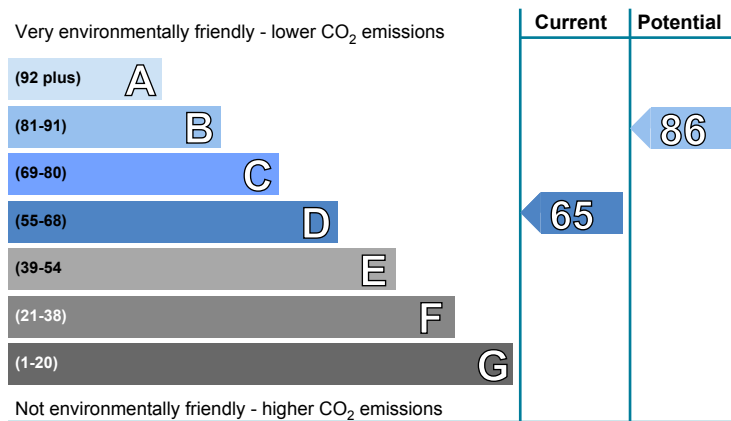 Current Potential
Very environmentally friendly - lower CO2 emissions
(92 plus) A
(81-91) B
86
(69-80) C
(55-68) D
65
(39-54 E
(21-38) F
(1-20) G
Not environmentally friendly - higher CO2 emissions